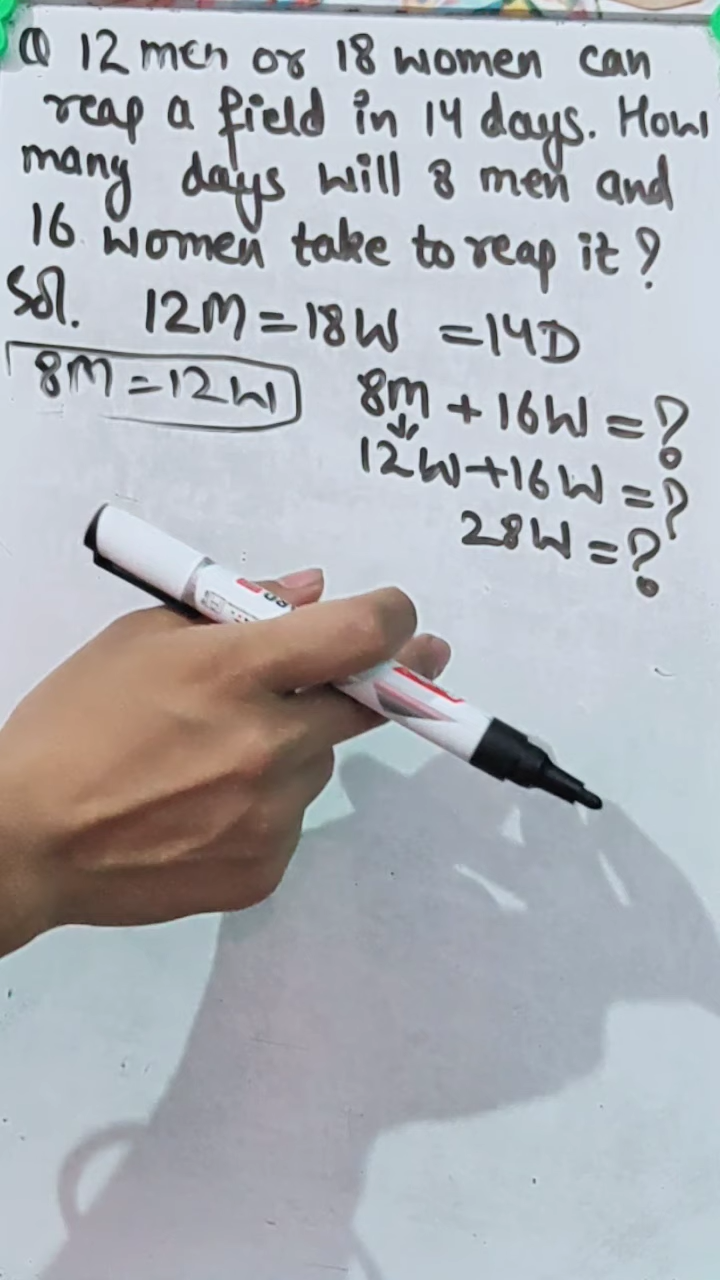 Q 12 men or 18 women can
reap a field in 14 days. How
many days will 8 men and
16 women take to reap it?
Sol. 12M = 18W = 14D
8M = 12W
8M + 16W = ?
12W + 16W = ?
28W = ?